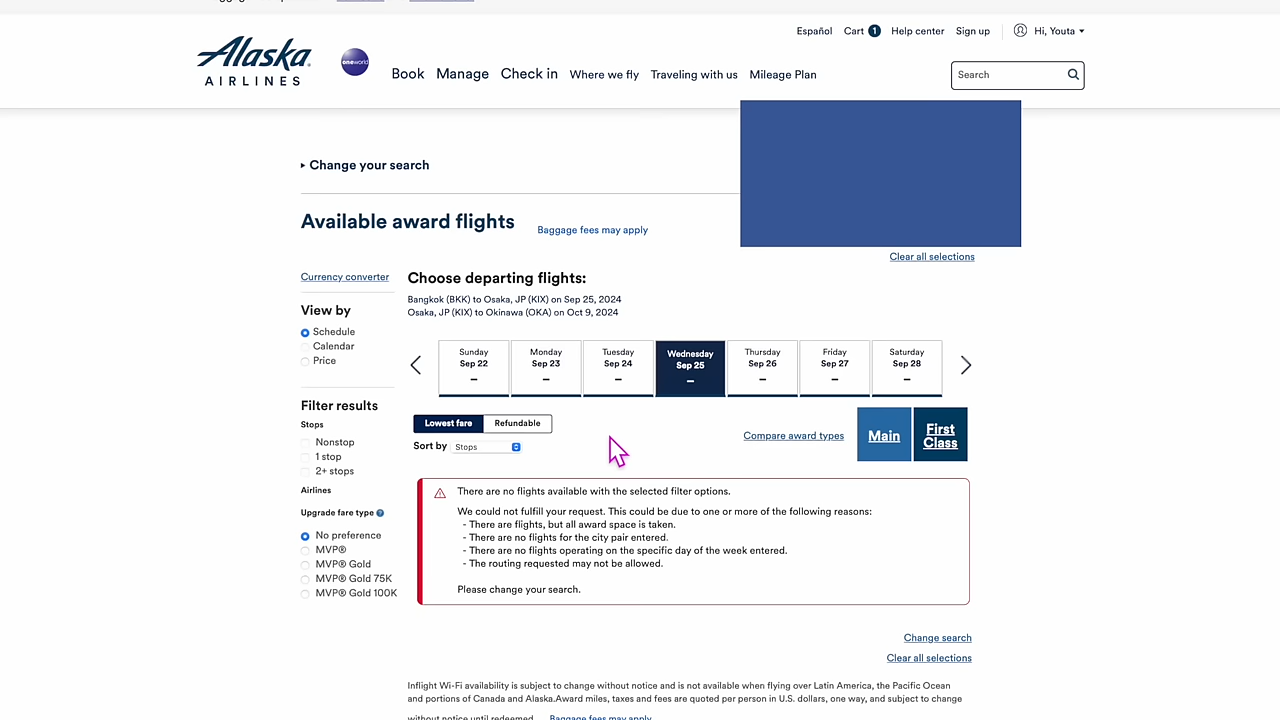 Español Cart 1 Help center Sign up Hi, Youta
Alaska
AIRLINES
oneworld
Book Manage Check in Where we fly Traveling with us Mileage Plan
Search
Change your search
Available award flights Baggage fees may apply
Clear all selections
Currency converter
Choose departing flights:
Bangkok (BKK) to Osaka, JP (KIX) on Sep 25, 2024
Osaka, JP (KIX) to Okinawa (OKA) on Oct 9, 2024
View by
Schedule
Calendar
Price
Sunday Monday Tuesday Wednesday Thursday Friday Saturday
Sep 22 Sep 23 Sep 24 Sep 25 Sep 26 Sep 27 Sep 28
– – – – – – –
Filter results
Stops
Nonstop
1 stop
2+ stops
Airlines
Upgrade fare type ?
No preference
MVP®
MVP® Gold
MVP® Gold 75K
MVP® Gold 100K
Lowest fare Refundable
Sort by Stops
Compare award types Main First Class
There are no flights available with the selected filter options.
We could not fulfill your request. This could be due to one or more of the following reasons:
- There are flights, but all award space is taken.
- There are no flights for the city pair entered.
- There are no flights operating on the specific day of the week entered.
- The routing requested may not be allowed.
Please change your search.
Change search
Clear all selections
Inflight Wi-Fi availability is subject to change without notice and is not available when flying over Latin America, the Pacific Ocean
and portions of Canada and Alaska.Award miles, taxes and fees are quoted per person in U.S. dollars, one way, and subject to change
without notice until redeemed. Baggage fees may apply